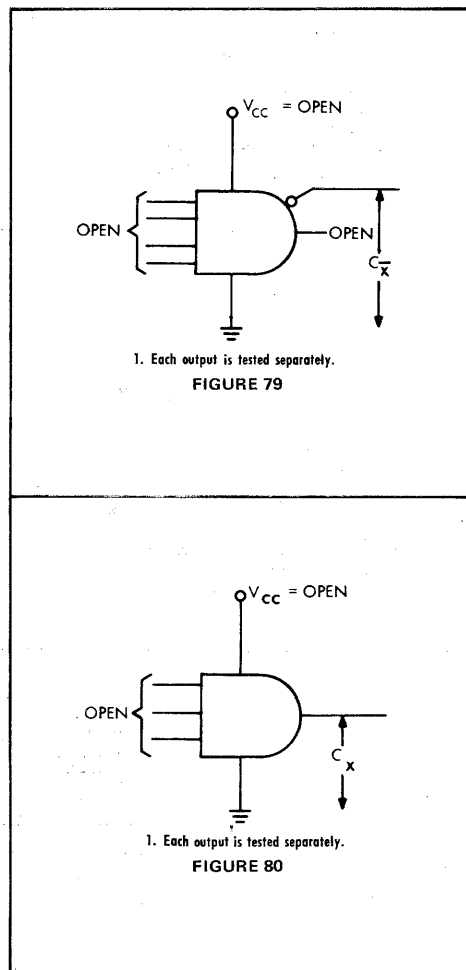 V_CC = OPEN
OPEN
OPEN
C_X̅
1. Each output is tested separately.
FIGURE 79
V_CC = OPEN
OPEN
C_X
1. Each output is tested separately.
FIGURE 80